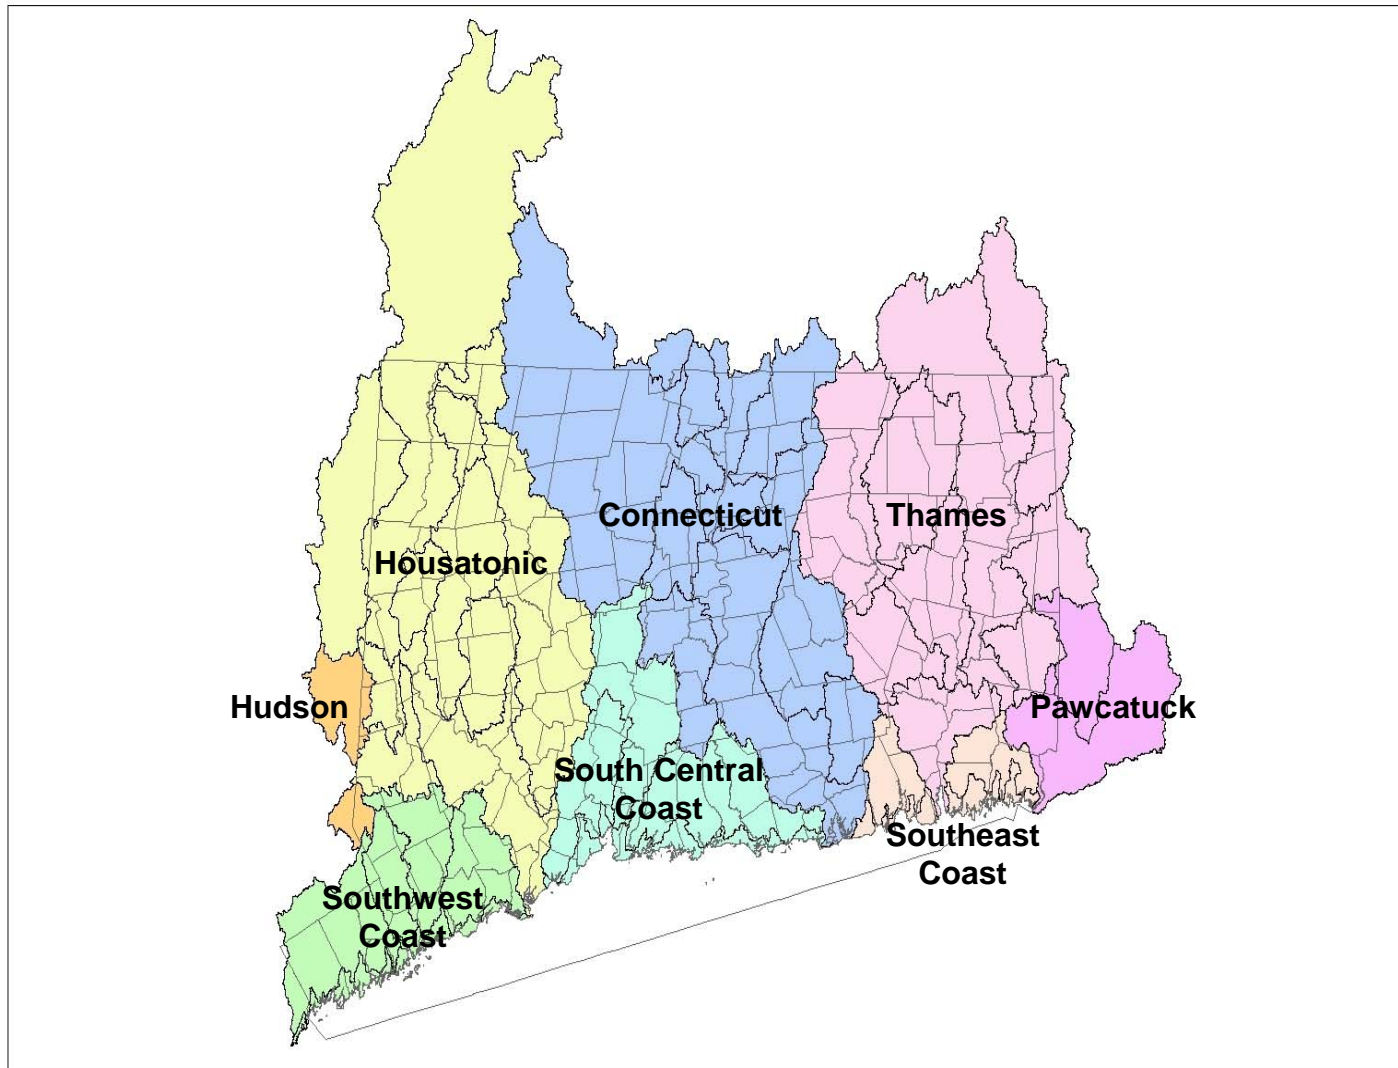 Connecticut
Thames
Housatonic
Hudson
Pawcatuck
South Central
Coast
Southeast
Coast
Southwest
Coast